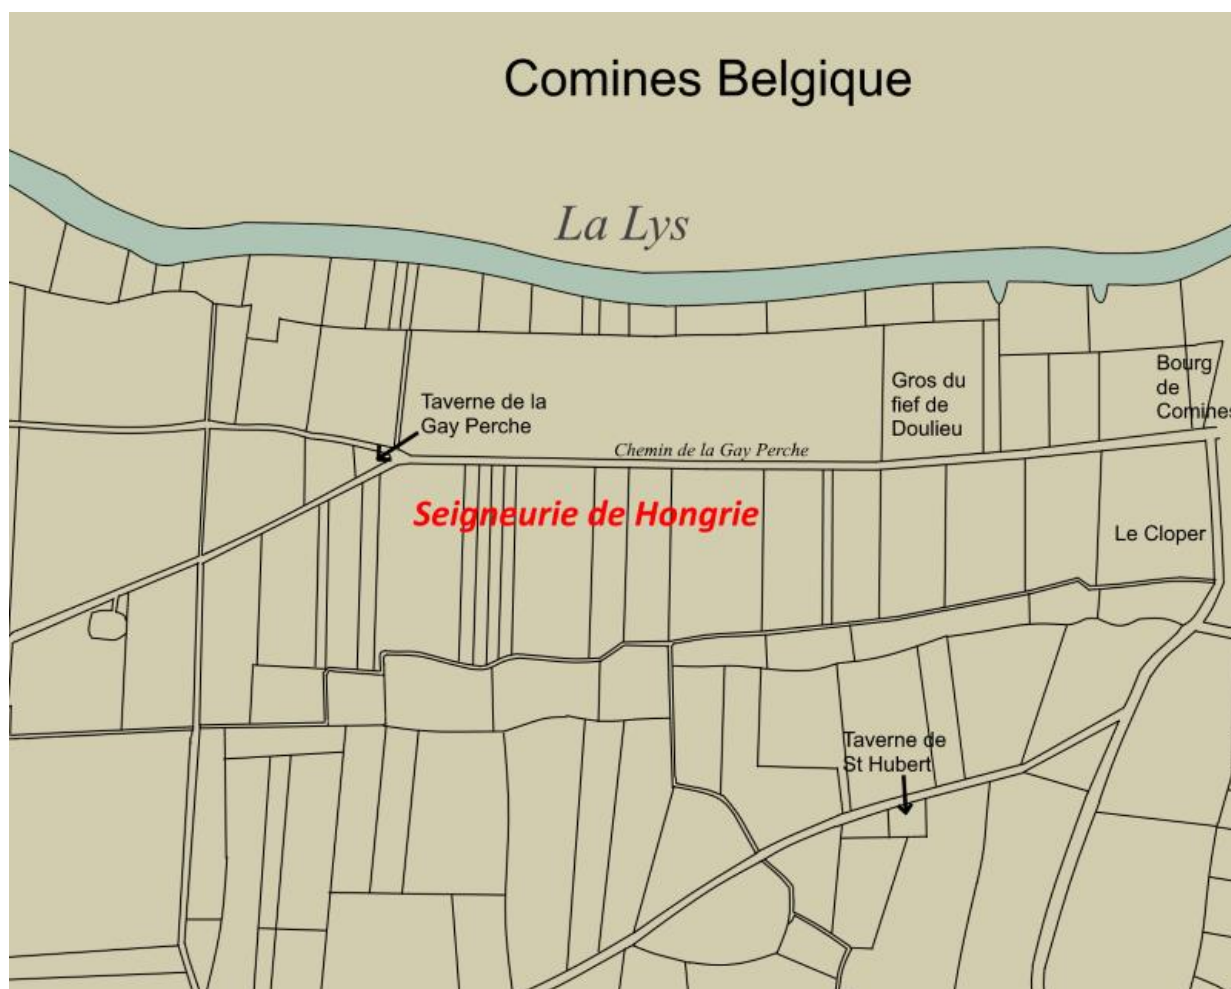 Comines Belgique
La Lys
Bourg
de
Comines
Gros du
fief de
Doulieu
Taverne de la
Gay Perche
Chemin de la Gay Perche
Seigneurie de Hongrie
Le Cloper
Taverne de
St Hubert